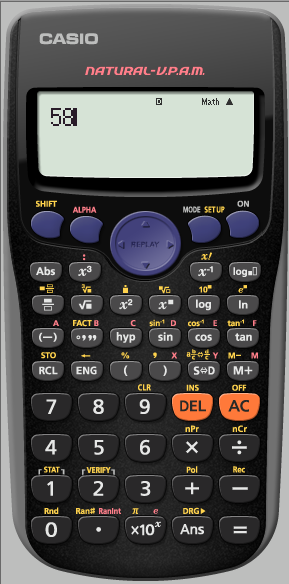 CASIO
NATURAL-V.P.A.M.
D Math ▲
58
SHIFT ALPHA MODE SETUP ON
REPLAY
: x!
Abs x³ x⁻¹ log
³√ 10ˣ eˣ
√ x² x log ln
A FACT B C sin⁻¹ D cos⁻¹ E tan⁻¹ F
(−) °,,, hyp sin cos tan
STO ← % , X a b/c⇔d/c Y M− M
RCL ENG ( ) S⇔D M+
CLR INS OFF
7 8 9 DEL AC
nPr nCr
4 5 6 × ÷
STAT VERIFY Pol Rec
1 2 3 + −
Rnd Ran# RanInt π e DRG▶
0 . ×10ˣ Ans =